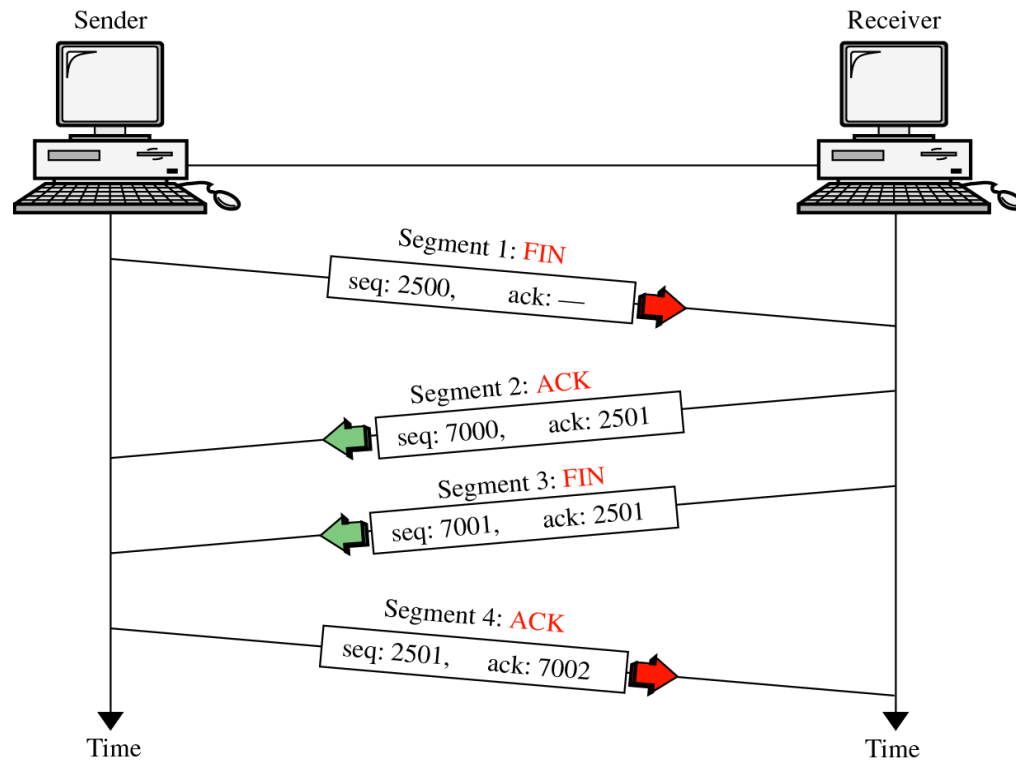 Sender
Receiver
Segment 1: FIN
seq: 2500, ack: —
Segment 2: ACK
seq: 7000, ack: 2501
Segment 3: FIN
seq: 7001, ack: 2501
Segment 4: ACK
seq: 2501, ack: 7002
Time
Time